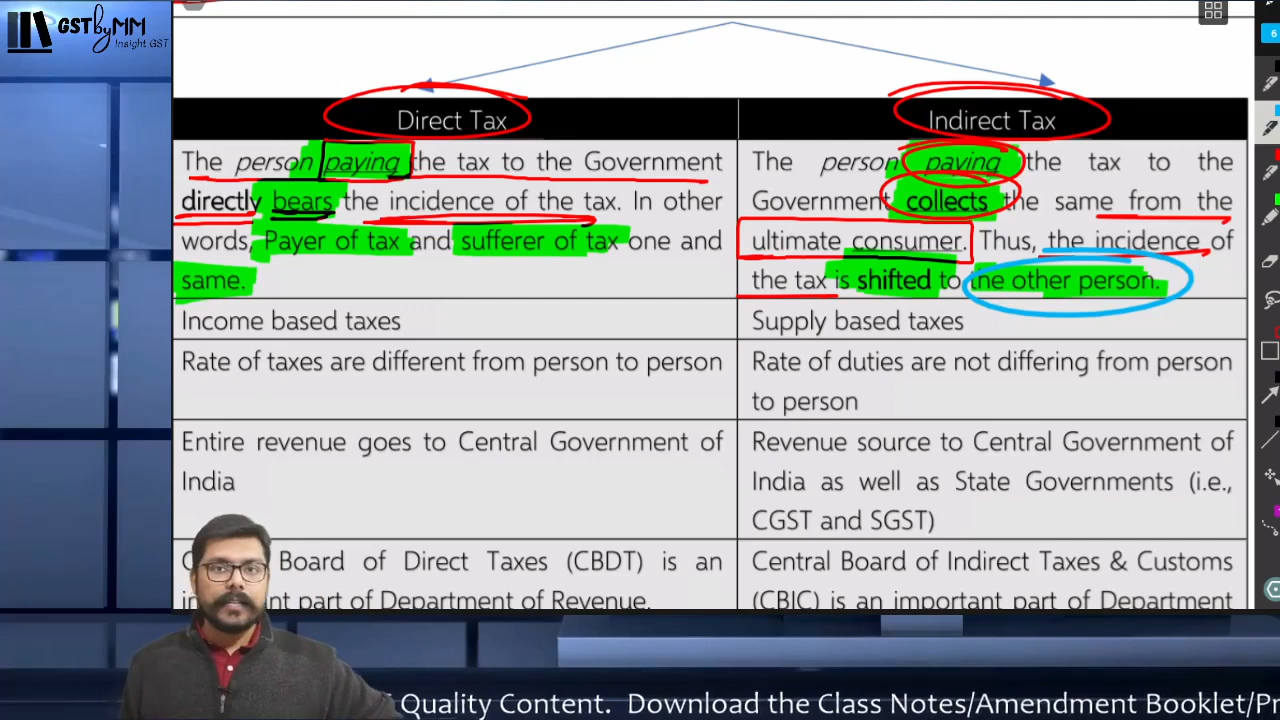 GSTbyMM
Insight GST
6
Direct Tax
Indirect Tax
The person paying the tax to the Government
directly bears the incidence of the tax. In other
words, Payer of tax and sufferer of tax one and
same.
The person paying the tax to the
Government collects the same from the
ultimate consumer. Thus, the incidence of
the tax is shifted to the other person.
Income based taxes
Supply based taxes
Rate of taxes are different from person to person
Rate of duties are not differing from person
to person
Entire revenue goes to Central Government of
India
Revenue source to Central Government of
India as well as State Governments (i.e.,
CGST and SGST)
Board of Direct Taxes (CBDT) is an
part of Department of Revenue.
Central Board of Indirect Taxes & Customs
(CBIC) is an important part of Department
Quality Content. Download the Class Notes/Amendment Booklet/